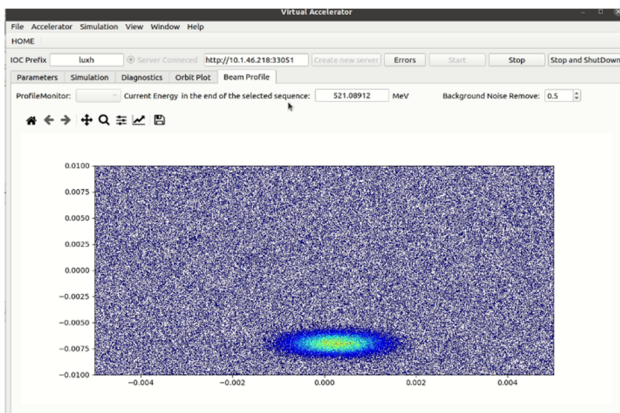 Virtual Accelerator
File Accelerator Simulation View Window Help
HOME
IOC Prefix luxh Server Conneced http://10.1.46.218:33051 Create new server Errors Start Stop Stop and ShutDown
Parameters Simulation Diagnostics Orbit Plot Beam Profile
ProfileMonitor: Current Energy in the end of the selected sequence: 521.08912 MeV Background Noise Remove: 0.5
0.0100
0.0075
0.0050
0.0025
0.0000
−0.0025
−0.0050
−0.0075
−0.0100
−0.004 −0.002 0.000 0.002 0.004